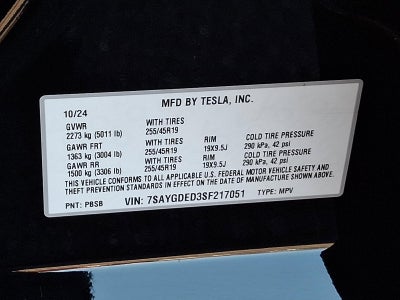 MFD BY TESLA, INC.
10/24
GVWR WITH TIRES
2273 kg (5011 lb) 255/45R19
GAWR FRT WITH TIRES RIM COLD TIRE PRESSURE
1363 kg (3004 lb) 255/45R19 19X9.5J 290 kPa, 42 psi
GAWR RR WITH TIRES RIM COLD TIRE PRESSURE
1500 kg (3306 lb) 255/45R19 19X9.5J 290 kPa, 42 psi
THIS VEHICLE CONFORMS TO ALL APPLICABLE U.S. FEDERAL MOTOR VEHICLE SAFETY AND
THEFT PREVENTION STANDARDS IN EFFECT ON THE DATE OF MANUFACTURE SHOWN ABOVE.
PNT: PBSB VIN: 7SAYGDED3SF217051 TYPE: MPV